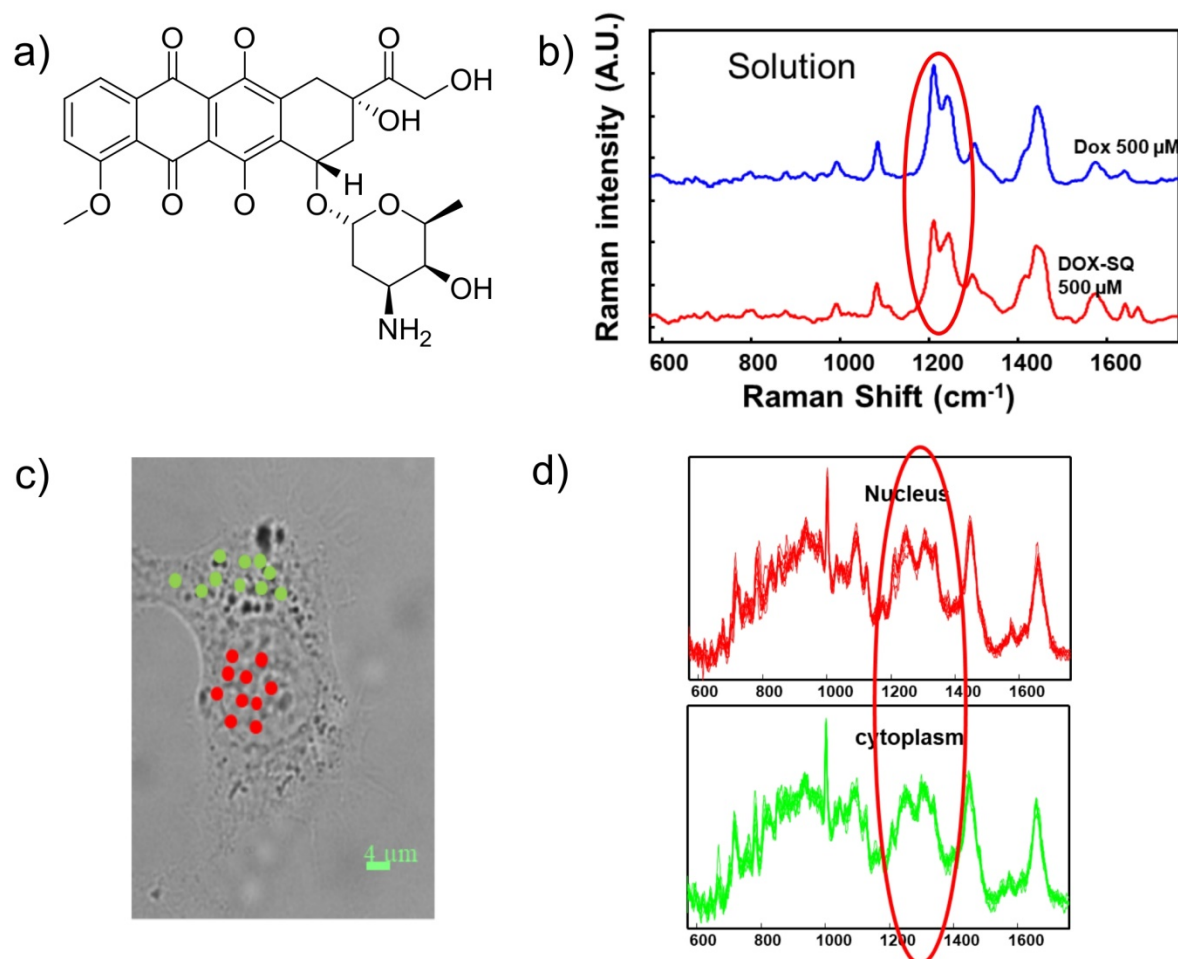 a)
O O O
OH
OH
H
O O O O
O
OH
NH2
b)
Solution
Dox 500 µM
DOX-SQ
500 µM
Raman intensity (A.U.)
600 800 1000 1200 1400 1600
Raman Shift (cm-1)
c)
4 µm
d)
Nucleus
600 800 1000 1200 1400 1600
cytoplasm
600 800 1000 1200 1400 1600